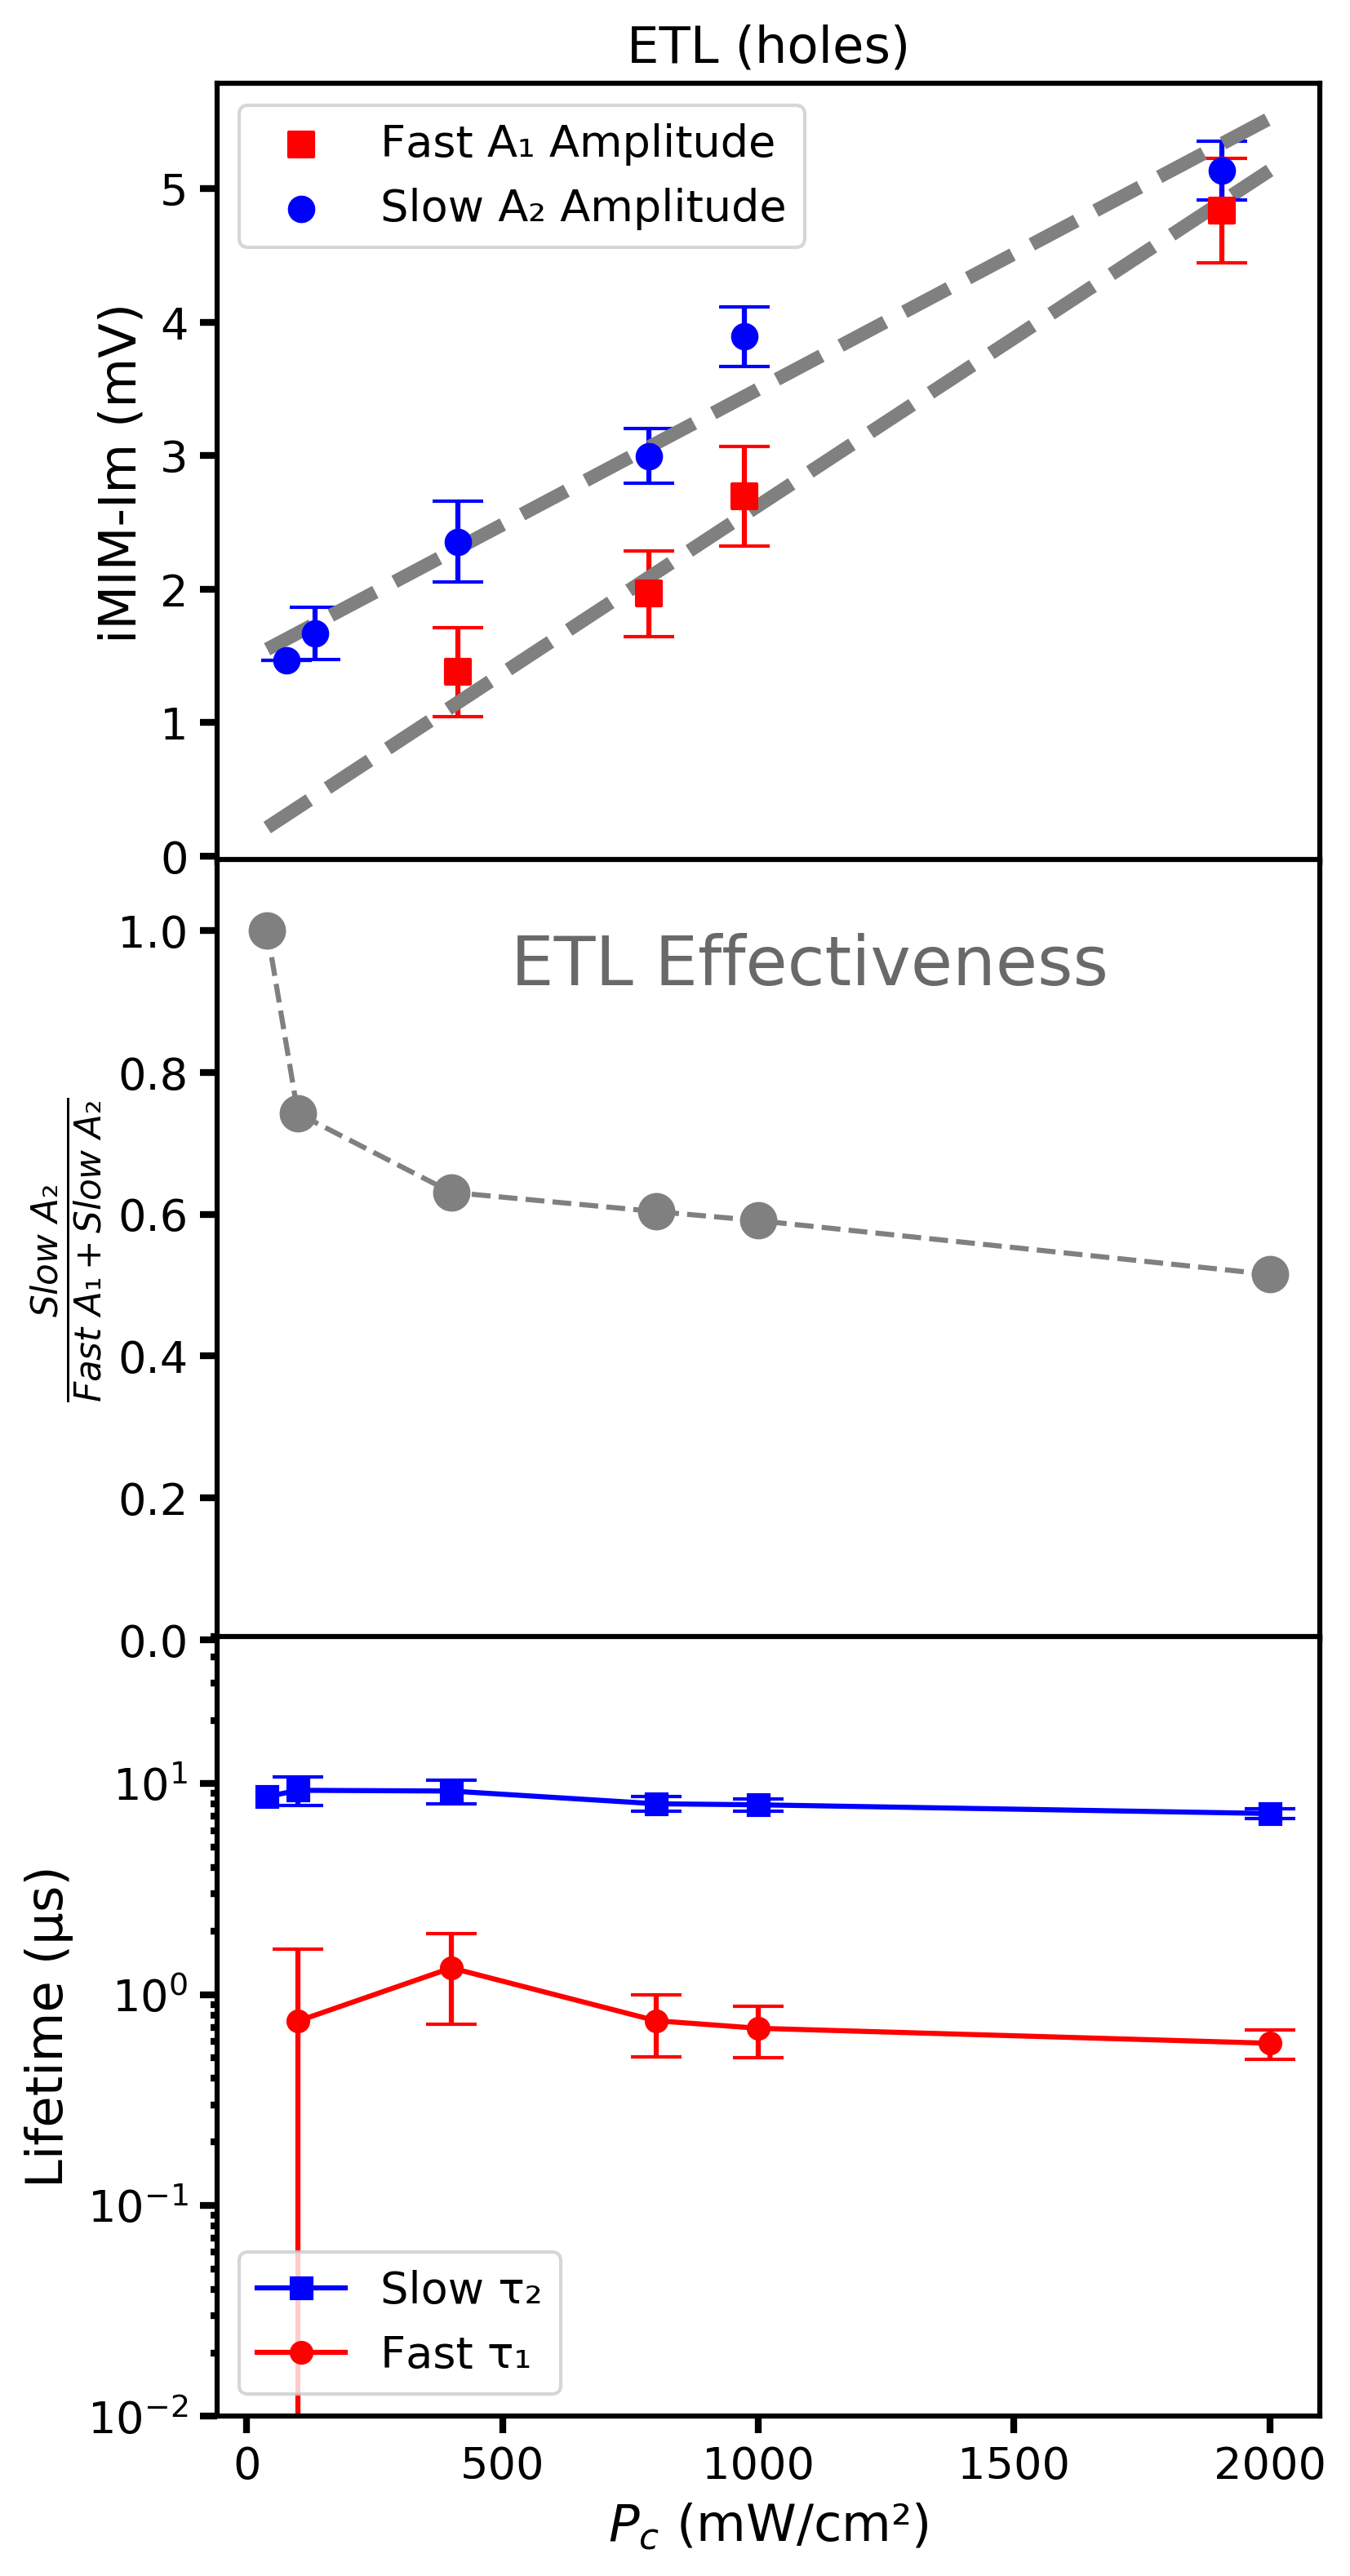 ETL (holes)
Fast A₁ Amplitude
Slow A₂ Amplitude
iMIM-Im (mV)
5
4
3
2
1
0
ETL Effectiveness
Slow A₂
Fast A₁ + Slow A₂
1.0
0.8
0.6
0.4
0.2
0.0
Lifetime (μs)
10¹
10⁰
10⁻¹
10⁻²
Slow τ₂
Fast τ₁
0 500 1000 1500 2000
P_c (mW/cm²)